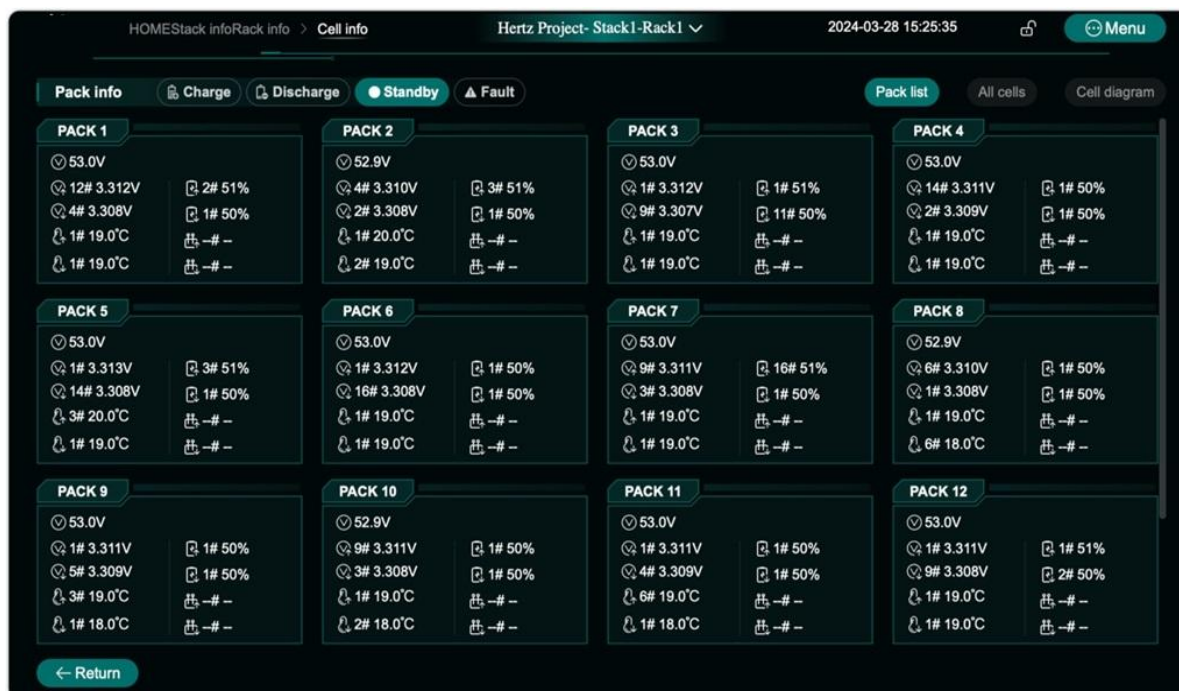 HOMEStack infoRack info > Cell info Hertz Project- Stack1-Rack1 2024-03-28 15:25:35 Menu
Pack info Charge Discharge Standby Fault Pack list All cells Cell diagram
PACK 1 PACK 2 PACK 3 PACK 4
53.0V 52.9V 53.0V 53.0V
12# 3.312V 2# 51% 4# 3.310V 3# 51% 1# 3.312V 1# 51% 14# 3.311V 1# 50%
4# 3.308V 1# 50% 2# 3.308V 1# 50% 9# 3.307V 11# 50% 2# 3.309V 1# 50%
1# 19.0°C --# -- 1# 20.0°C --# -- 1# 19.0°C --# -- 1# 19.0°C --# --
1# 19.0°C --# -- 2# 19.0°C --# -- 1# 19.0°C --# -- 1# 19.0°C --# --
PACK 5 PACK 6 PACK 7 PACK 8
53.0V 53.0V 53.0V 52.9V
1# 3.313V 3# 51% 1# 3.312V 1# 50% 9# 3.311V 16# 51% 6# 3.310V 1# 50%
14# 3.308V 1# 50% 16# 3.308V 1# 50% 3# 3.308V 1# 50% 1# 3.308V 1# 50%
3# 20.0°C --# -- 1# 19.0°C --# -- 1# 19.0°C --# -- 1# 19.0°C --# --
1# 19.0°C --# -- 1# 19.0°C --# -- 1# 19.0°C --# -- 6# 18.0°C --# --
PACK 9 PACK 10 PACK 11 PACK 12
53.0V 52.9V 53.0V 53.0V
1# 3.311V 1# 50% 9# 3.311V 1# 50% 1# 3.311V 1# 50% 1# 3.311V 1# 51%
5# 3.309V 1# 50% 3# 3.308V 1# 50% 4# 3.309V 1# 50% 9# 3.308V 2# 50%
3# 19.0°C --# -- 1# 19.0°C --# -- 6# 19.0°C --# -- 1# 19.0°C --# --
1# 18.0°C --# -- 2# 18.0°C --# -- 1# 18.0°C --# -- 1# 19.0°C --# --
← Return